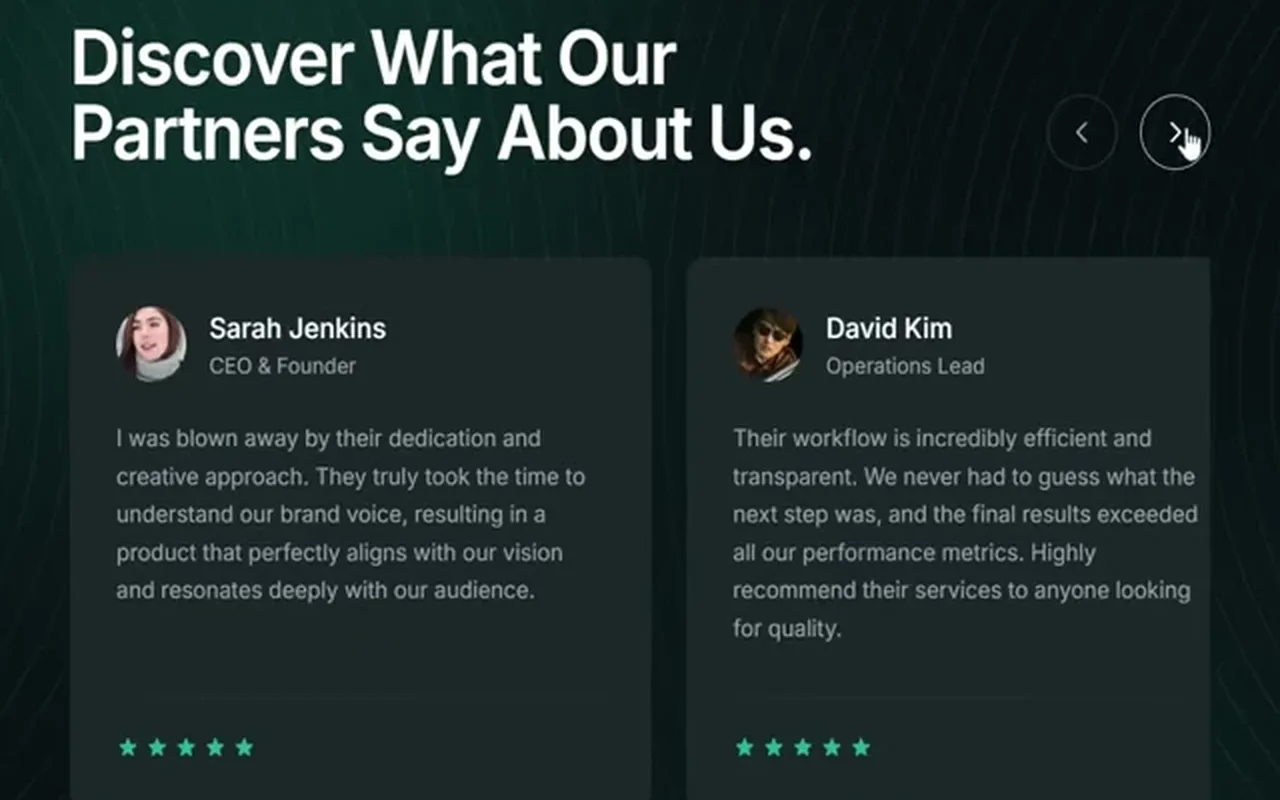 Discover What Our
Partners Say About Us.
Sarah Jenkins
CEO & Founder
I was blown away by their dedication and
creative approach. They truly took the time to
understand our brand voice, resulting in a
product that perfectly aligns with our vision
and resonates deeply with our audience.
David Kim
Operations Lead
Their workflow is incredibly efficient and
transparent. We never had to guess what the
next step was, and the final results exceeded
all our performance metrics. Highly
recommend their services to anyone looking
for quality.